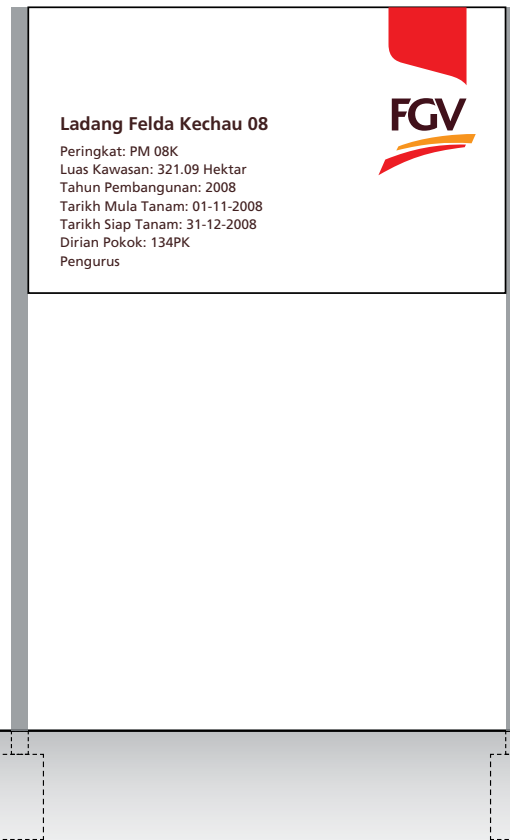 FGV
Ladang Felda Kechau 08
Peringkat: PM 08K
Luas Kawasan: 321.09 Hektar
Tahun Pembangunan: 2008
Tarikh Mula Tanam: 01-11-2008
Tarikh Siap Tanam: 31-12-2008
Dirian Pokok: 134PK
Pengurus